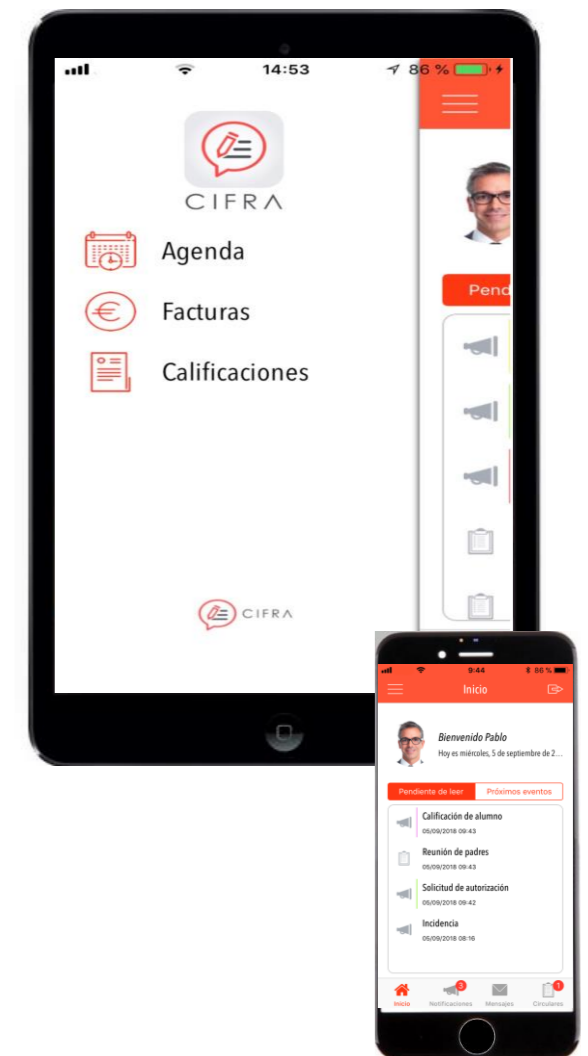 14:53
86 %
CIFRA
Agenda
Facturas
Calificaciones
Pend
CIFRA
9:44
86 %
Inicio
Bienvenido Pablo
Hoy es miércoles, 5 de septiembre de 2...
Pendiente de leer
Próximos eventos
Calificación de alumno
05/09/2018 09:43
Reunión de padres
05/09/2018 09:43
Solicitud de autorización
05/09/2018 09:42
Incidencia
05/09/2018 08:16
3
1
Inicio
Notificaciones
Mensajes
Circulares